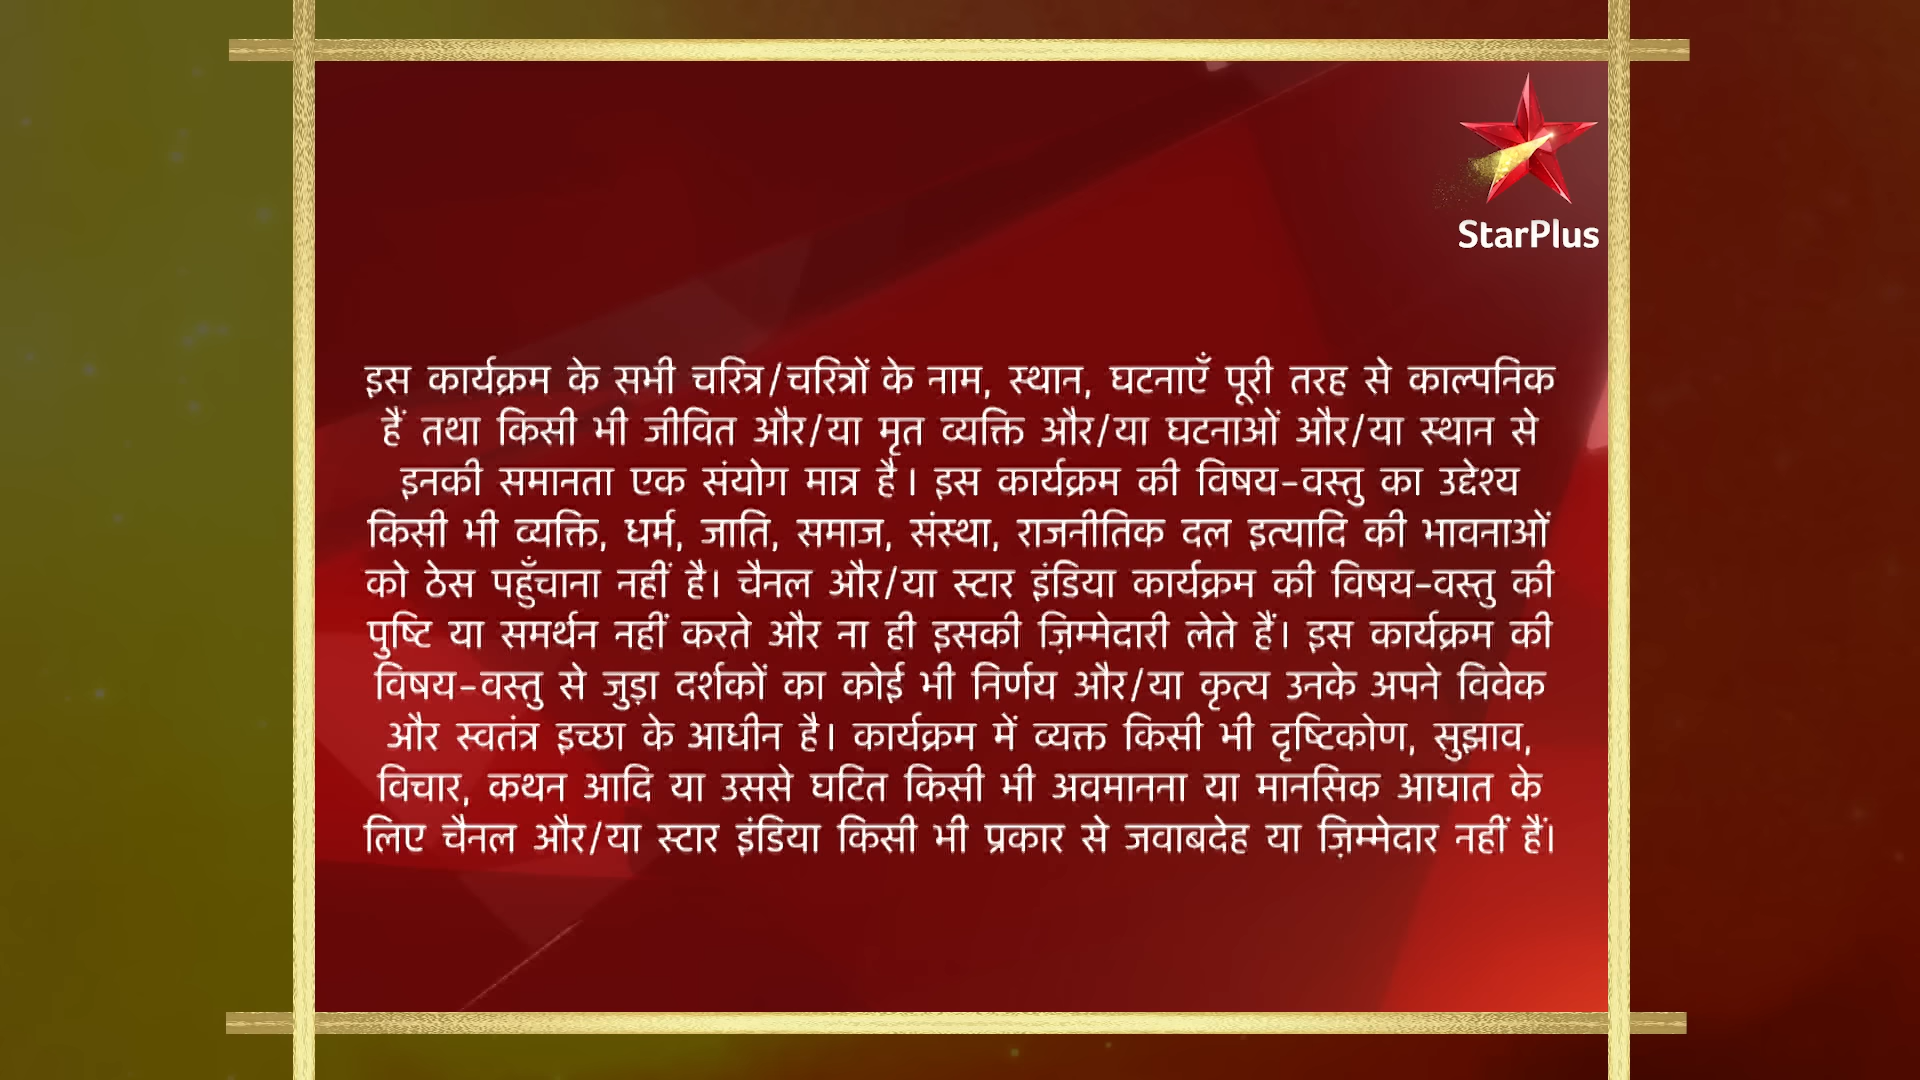 StarPlus
इस कार्यक्रम के सभी चरित्र/चरित्रों के नाम, स्थान, घटनाएँ पूरी तरह से काल्पनिक
हैं तथा किसी भी जीवित और/या मृत व्यक्ति और/या घटनाओं और/या स्थान से
इनकी समानता एक संयोग मात्र है। इस कार्यक्रम की विषय-वस्तु का उद्देश्य
किसी भी व्यक्ति, धर्म, जाति, समाज, संस्था, राजनीतिक दल इत्यादि की भावनाओं
को ठेस पहुँचाना नहीं है। चैनल और/या स्टार इंडिया कार्यक्रम की विषय-वस्तु की
पुष्टि या समर्थन नहीं करते और ना ही इसकी ज़िम्मेदारी लेते हैं। इस कार्यक्रम की
विषय-वस्तु से जुड़ा दर्शकों का कोई भी निर्णय और/या कृत्य उनके अपने विवेक
और स्वतंत्र इच्छा के आधीन है। कार्यक्रम में व्यक्त किसी भी दृष्टिकोण, सुझाव,
विचार, कथन आदि या उससे घटित किसी भी अवमानना या मानसिक आघात के
लिए चैनल और/या स्टार इंडिया किसी भी प्रकार से जवाबदेह या ज़िम्मेदार नहीं हैं।